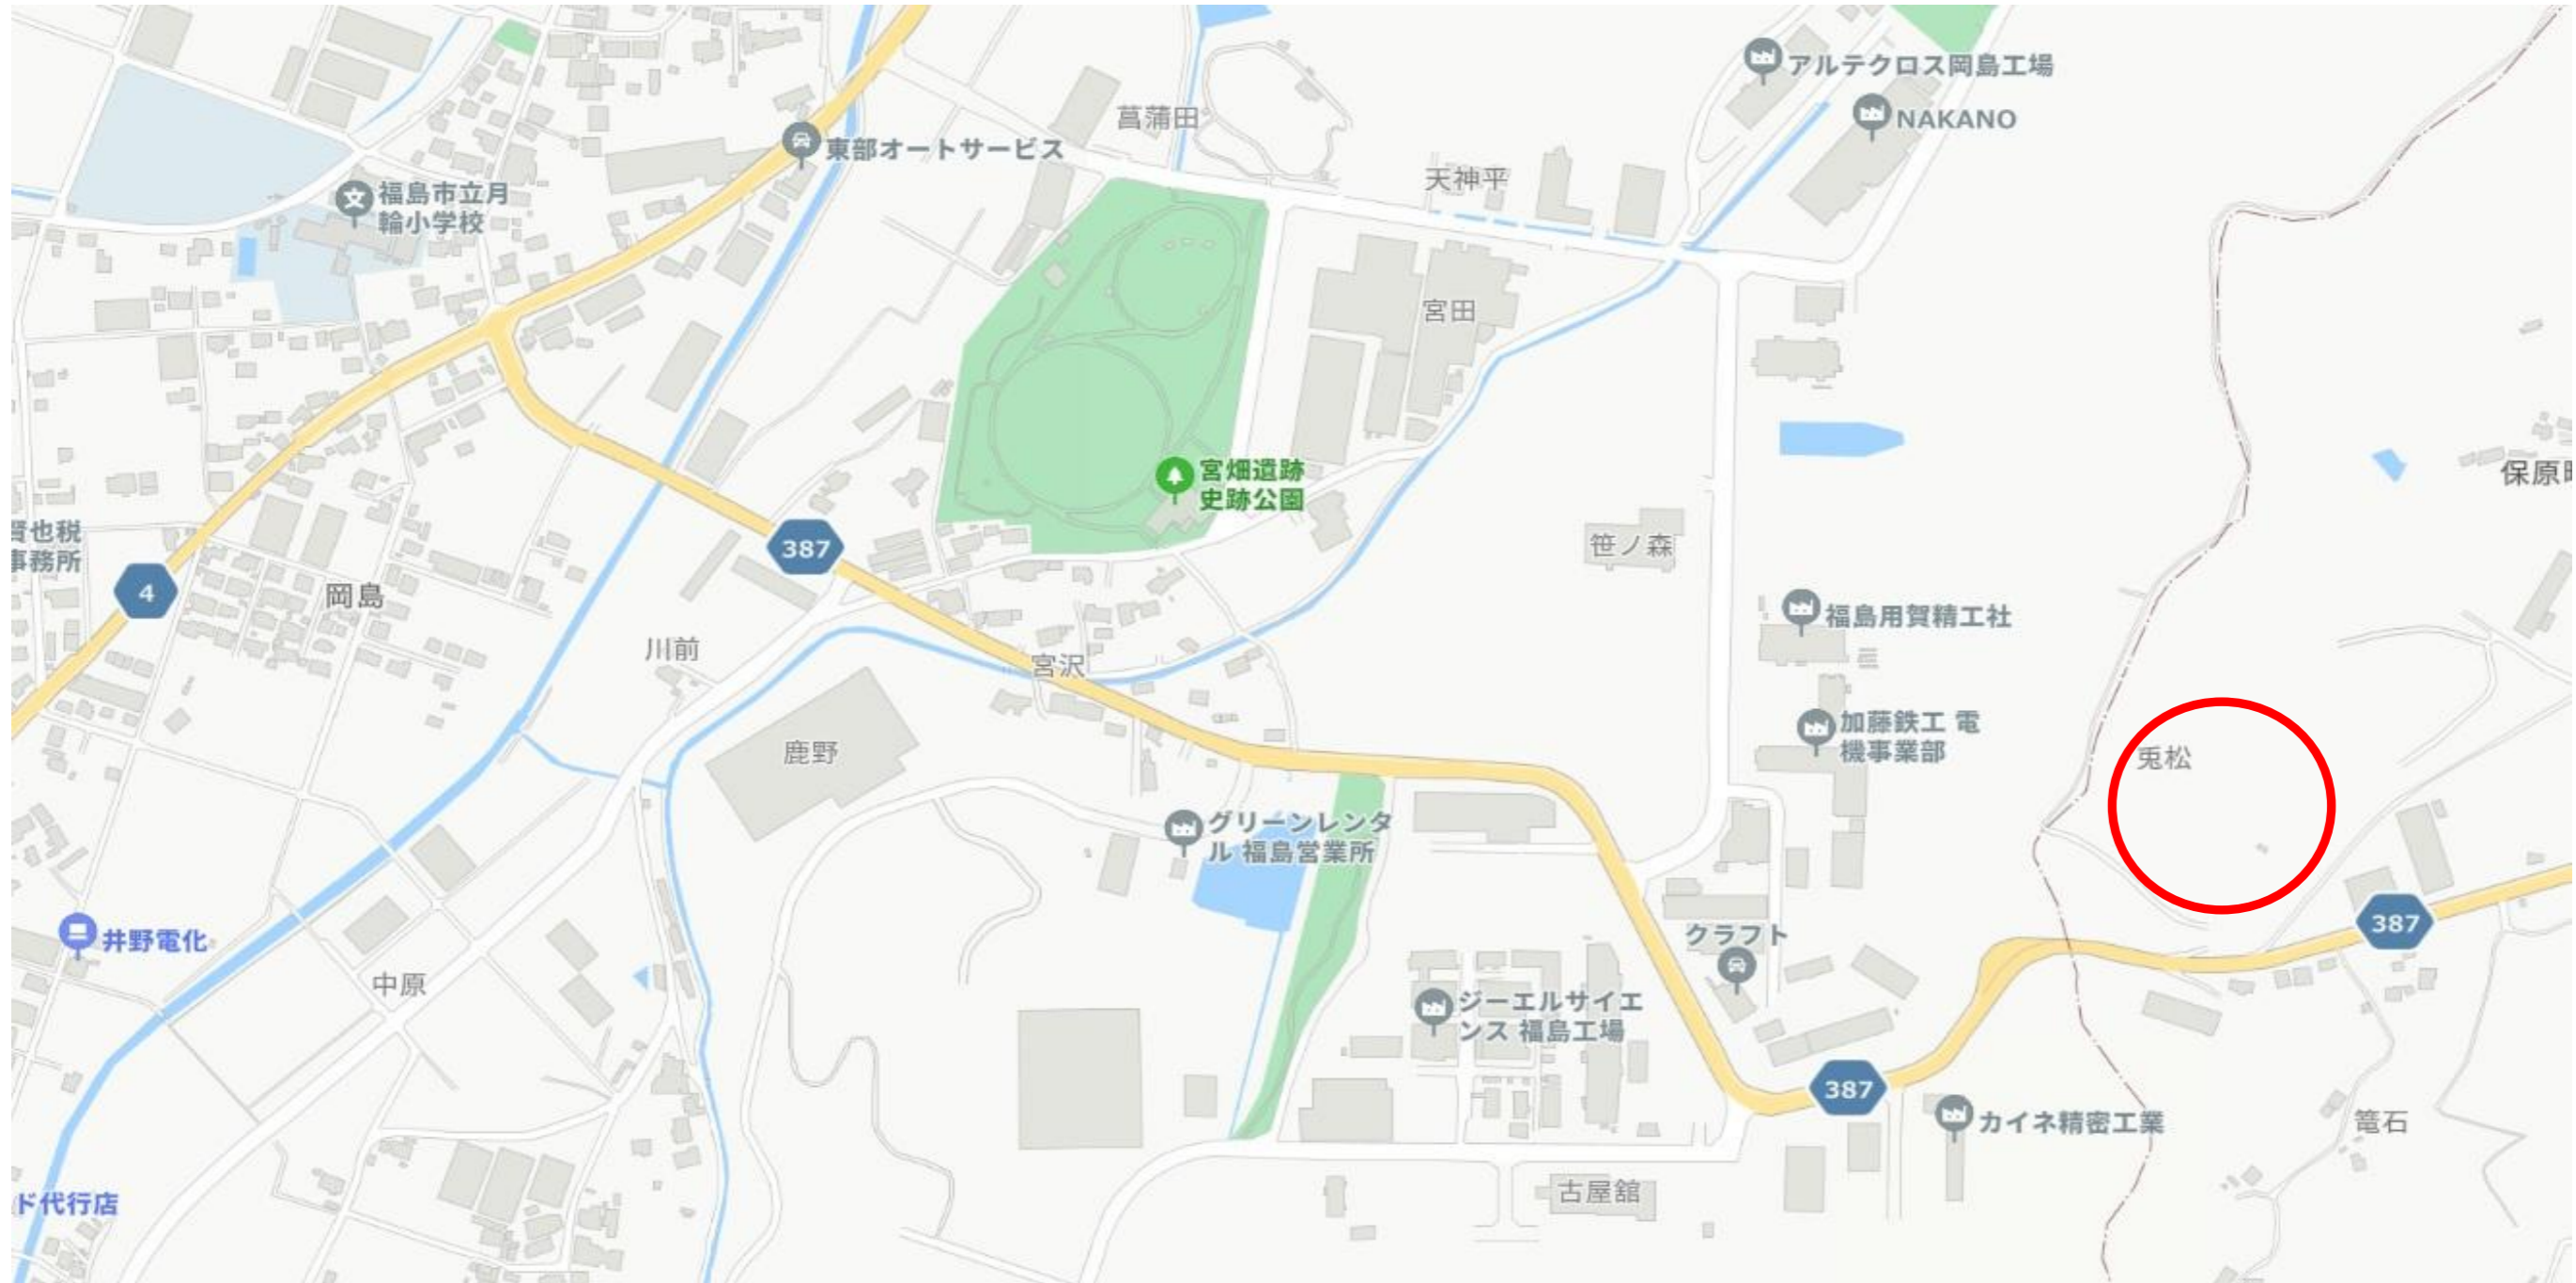 アルテクロス岡島工場
NAKANO
菖蒲田
東部オートサービス
天神平
福島市立月
輪小学校
宮田
宮畑遺跡
史跡公園
保原町
賢也税
事務所
387
笹ノ森
4
岡島
福島用賀精工社
川前
宮沢
加藤鉄工 電
機事業部
鹿野
兎松
グリーンレンタ
ル 福島営業所
387
井野電化
クラフト
中原
ジーエルサイエ
ンス 福島工場
387
カイネ精密工業
篭石
古屋舘
ド代行店